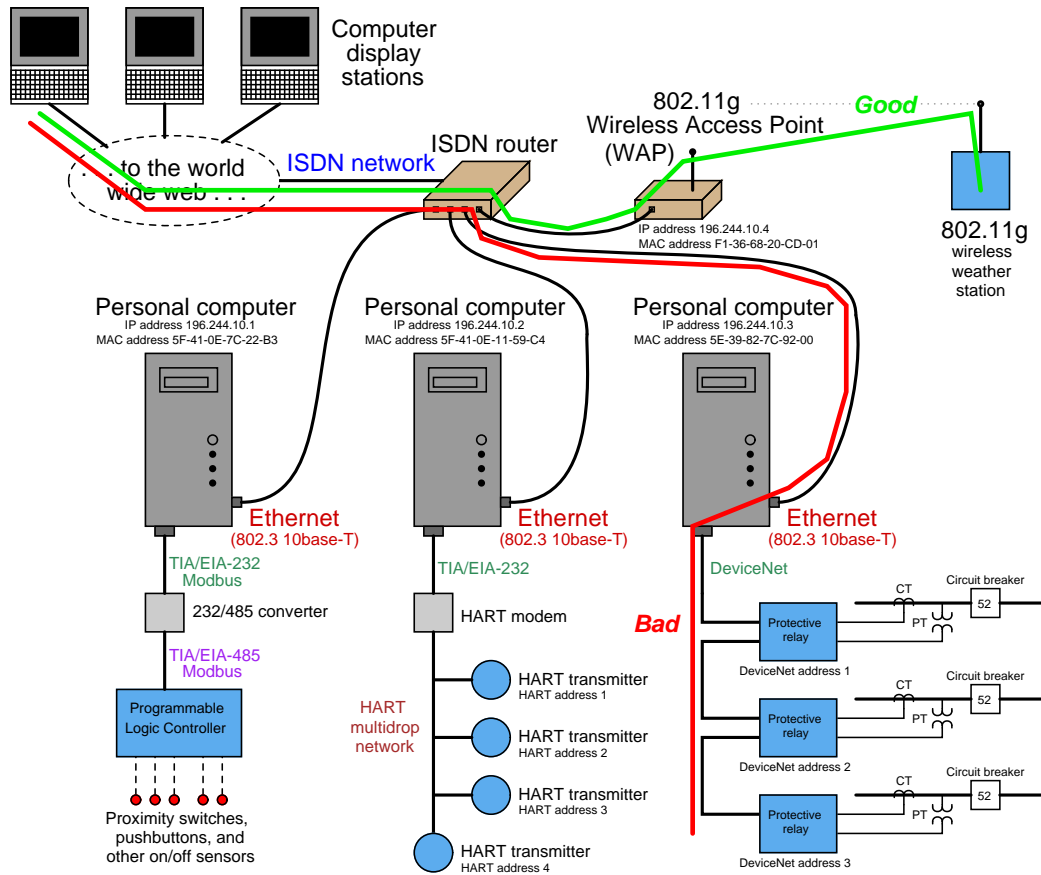 Computer
display
stations
. . . to the world
wide web . . .
ISDN network
ISDN router
802.11g
Wireless Access Point
(WAP)
Good
IP address 196.244.10.4
MAC address F1-36-68-20-CD-01
802.11g
wireless
weather
station
Personal computer
IP address 196.244.10.1
MAC address 5F-41-0E-7C-22-B3
Personal computer
IP address 196.244.10.2
MAC address 5F-41-0E-11-59-C4
Personal computer
IP address 196.244.10.3
MAC address 5E-39-82-7C-92-00
Ethernet
(802.3 10base-T)
Ethernet
(802.3 10base-T)
Ethernet
(802.3 10base-T)
TIA/EIA-232
Modbus
232/485 converter
TIA/EIA-485
Modbus
Programmable
Logic Controller
Proximity switches,
pushbuttons, and
other on/off sensors
TIA/EIA-232
HART modem
HART
multidrop
network
HART transmitter
HART address 1
HART transmitter
HART address 2
HART transmitter
HART address 3
HART transmitter
HART address 4
DeviceNet
Bad
Protective
relay
DeviceNet address 1
CT
PT
Circuit breaker
52
Protective
relay
DeviceNet address 2
CT
PT
Circuit breaker
52
Protective
relay
DeviceNet address 3
CT
PT
Circuit breaker
52